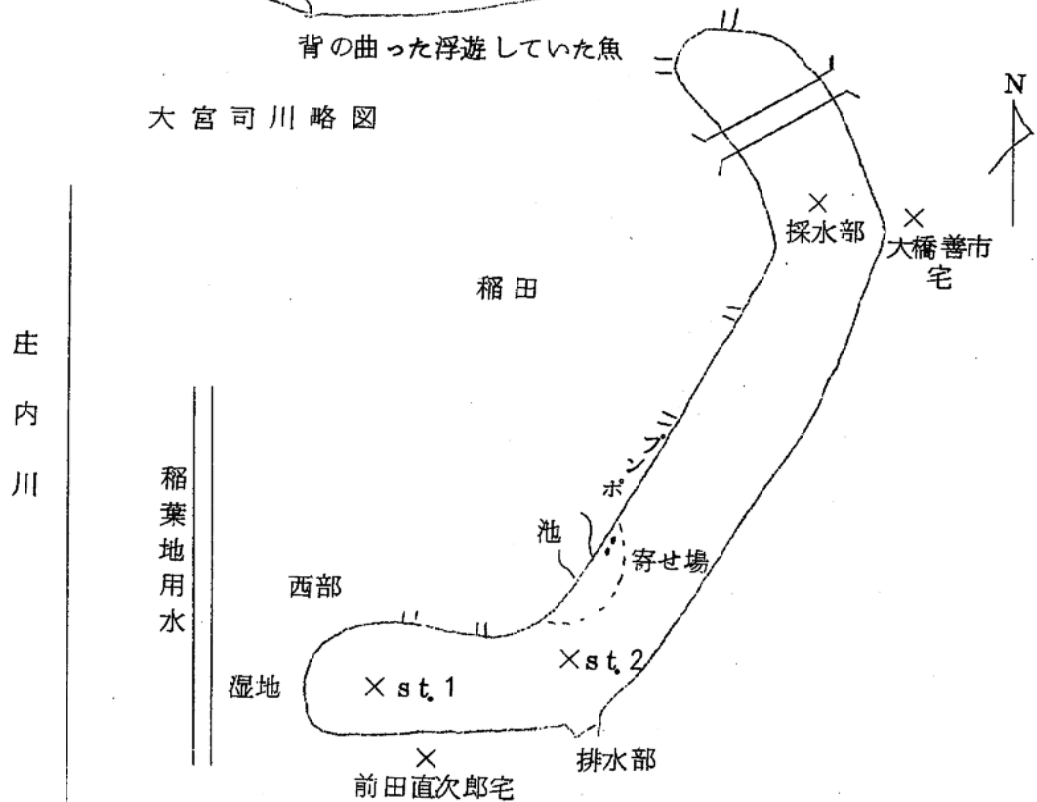 背の曲った浮遊していた魚
大宮司川略図
N
採水部
大橋善市
宅
稲田
庄内川
稲葉地用水
ポンプ
池
寄せ場
西部
st.2
湿地
st.1
排水部
前田直次郎宅